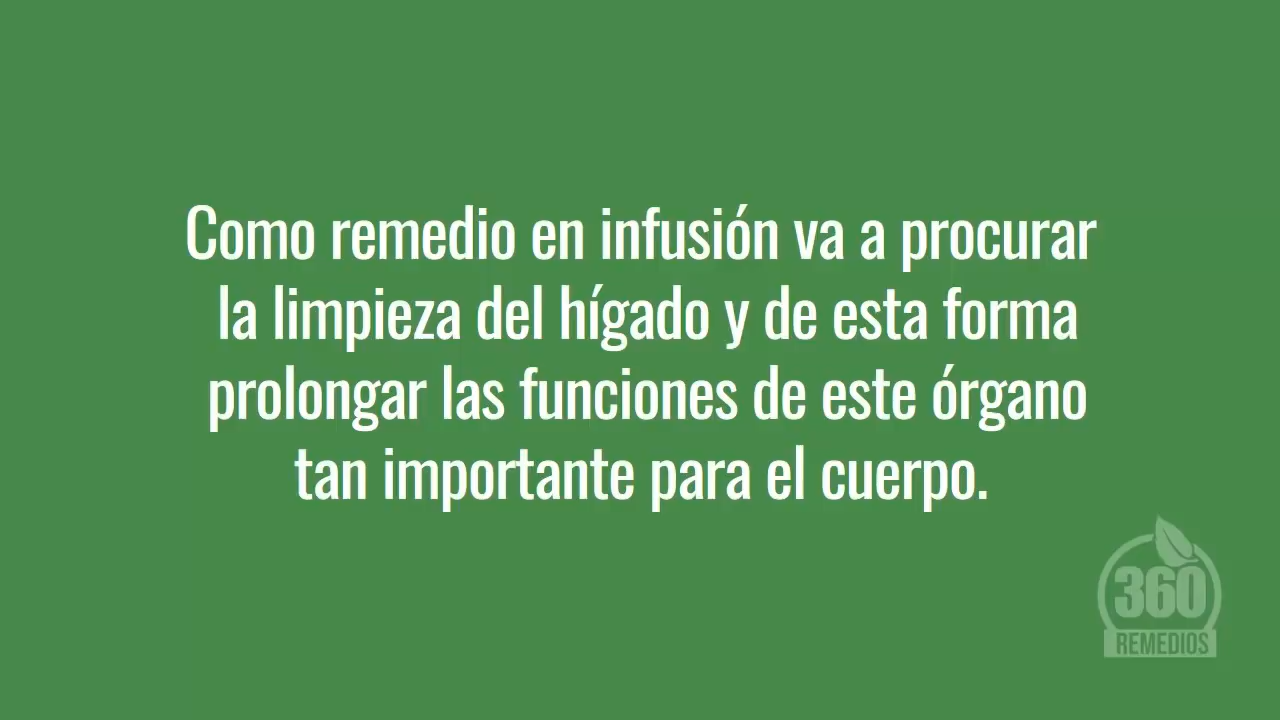 Como remedio en infusión va a procurar
la limpieza del hígado y de esta forma
prolongar las funciones de este órgano
tan importante para el cuerpo.
360
REMEDIOS